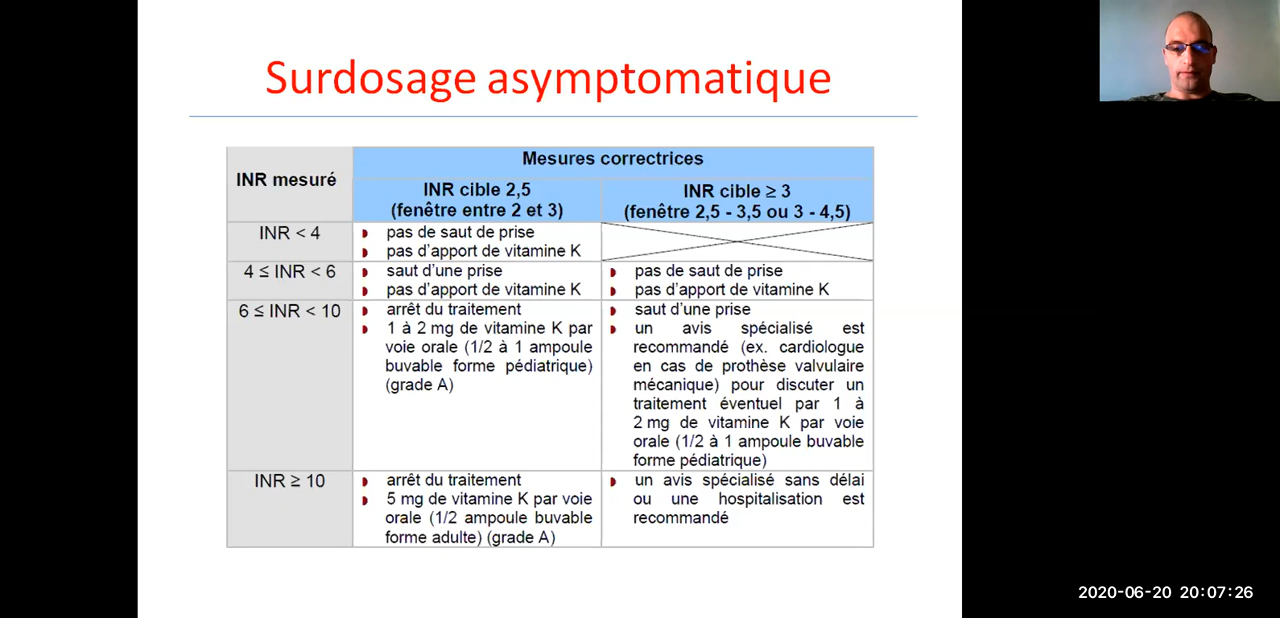 Surdosage asymptomatique
INR mesuré
Mesures correctrices
INR cible 2,5
(fenêtre entre 2 et 3)
INR cible ≥ 3
(fenêtre 2,5 - 3,5 ou 3 - 4,5)
INR < 4
pas de saut de prise
pas d’apport de vitamine K
4 ≤ INR < 6
saut d’une prise
pas d’apport de vitamine K
pas de saut de prise
pas d’apport de vitamine K
6 ≤ INR < 10
arrêt du traitement
1 à 2 mg de vitamine K par
voie orale (1/2 à 1 ampoule
buvable forme pédiatrique)
(grade A)
saut d’une prise
un avis spécialisé est
recommandé (ex. cardiologue
en cas de prothèse valvulaire
mécanique) pour discuter un
traitement éventuel par 1 à
2 mg de vitamine K par voie
orale (1/2 à 1 ampoule buvable
forme pédiatrique)
INR ≥ 10
arrêt du traitement
5 mg de vitamine K par voie
orale (1/2 ampoule buvable
forme adulte) (grade A)
un avis spécialisé sans délai
ou une hospitalisation est
recommandé
2020-06-20 20:07:26